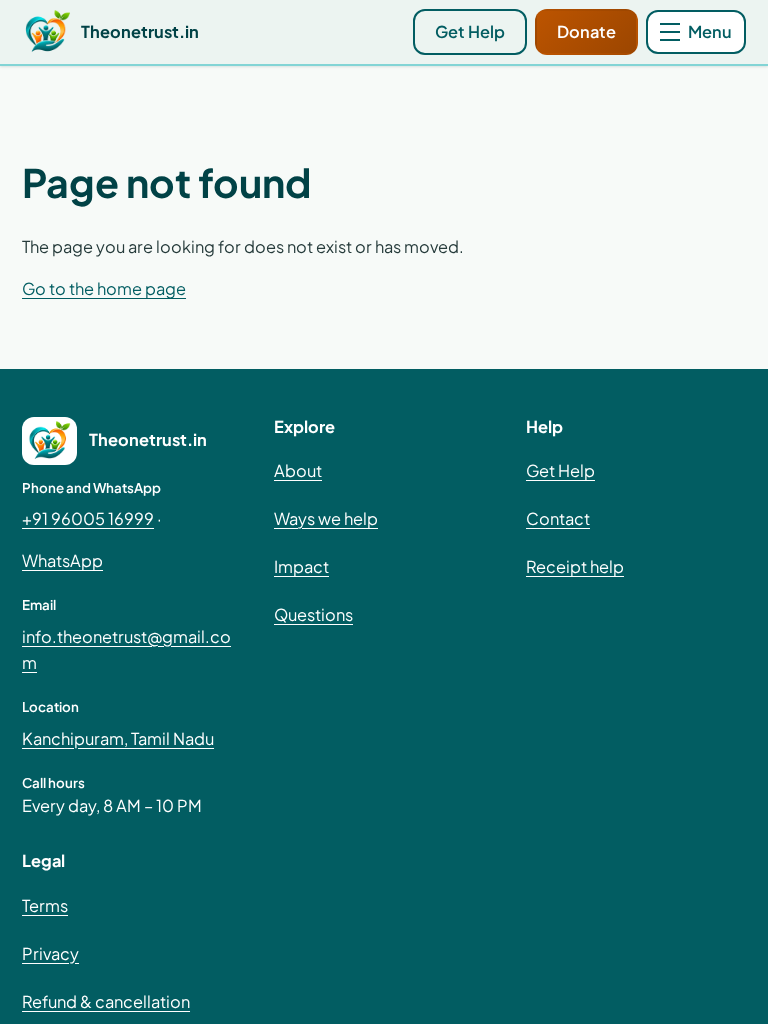 Theonetrust.in
Get Help
Donate
Menu
Page not found
The page you are looking for does not exist or has moved.
Go to the home page
Theonetrust.in
Phone and WhatsApp
+91 96005 16999 ·
WhatsApp
Email
info.theonetrust@gmail.co
m
Location
Kanchipuram, Tamil Nadu
Call hours
Every day, 8 AM – 10 PM
Explore
About
Ways we help
Impact
Questions
Help
Get Help
Contact
Receipt help
Legal
Terms
Privacy
Refund & cancellation